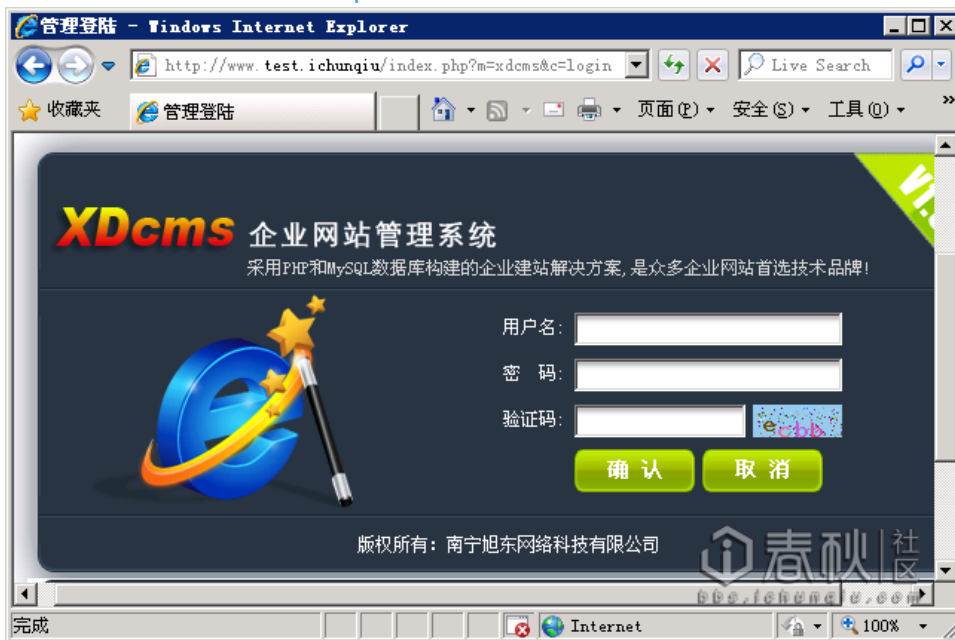 管理登陆 - Windows Internet Explorer
http://www.test.ichunqiu/index.php?m=xdcms&c=login
Live Search
收藏夹
管理登陆
页面(P)
安全(S)
工具(O)
»
XDcms 企业网站管理系统
采用PHP和MySQL数据库构建的企业建站解决方案,是众多企业网站首选技术品牌!
用户名:
密 码:
验证码:
ecbb
确 认
取 消
版权所有：南宁旭东网络科技有限公司
春秋 社区
bbs.ichunqiu.com
完成
Internet
100%